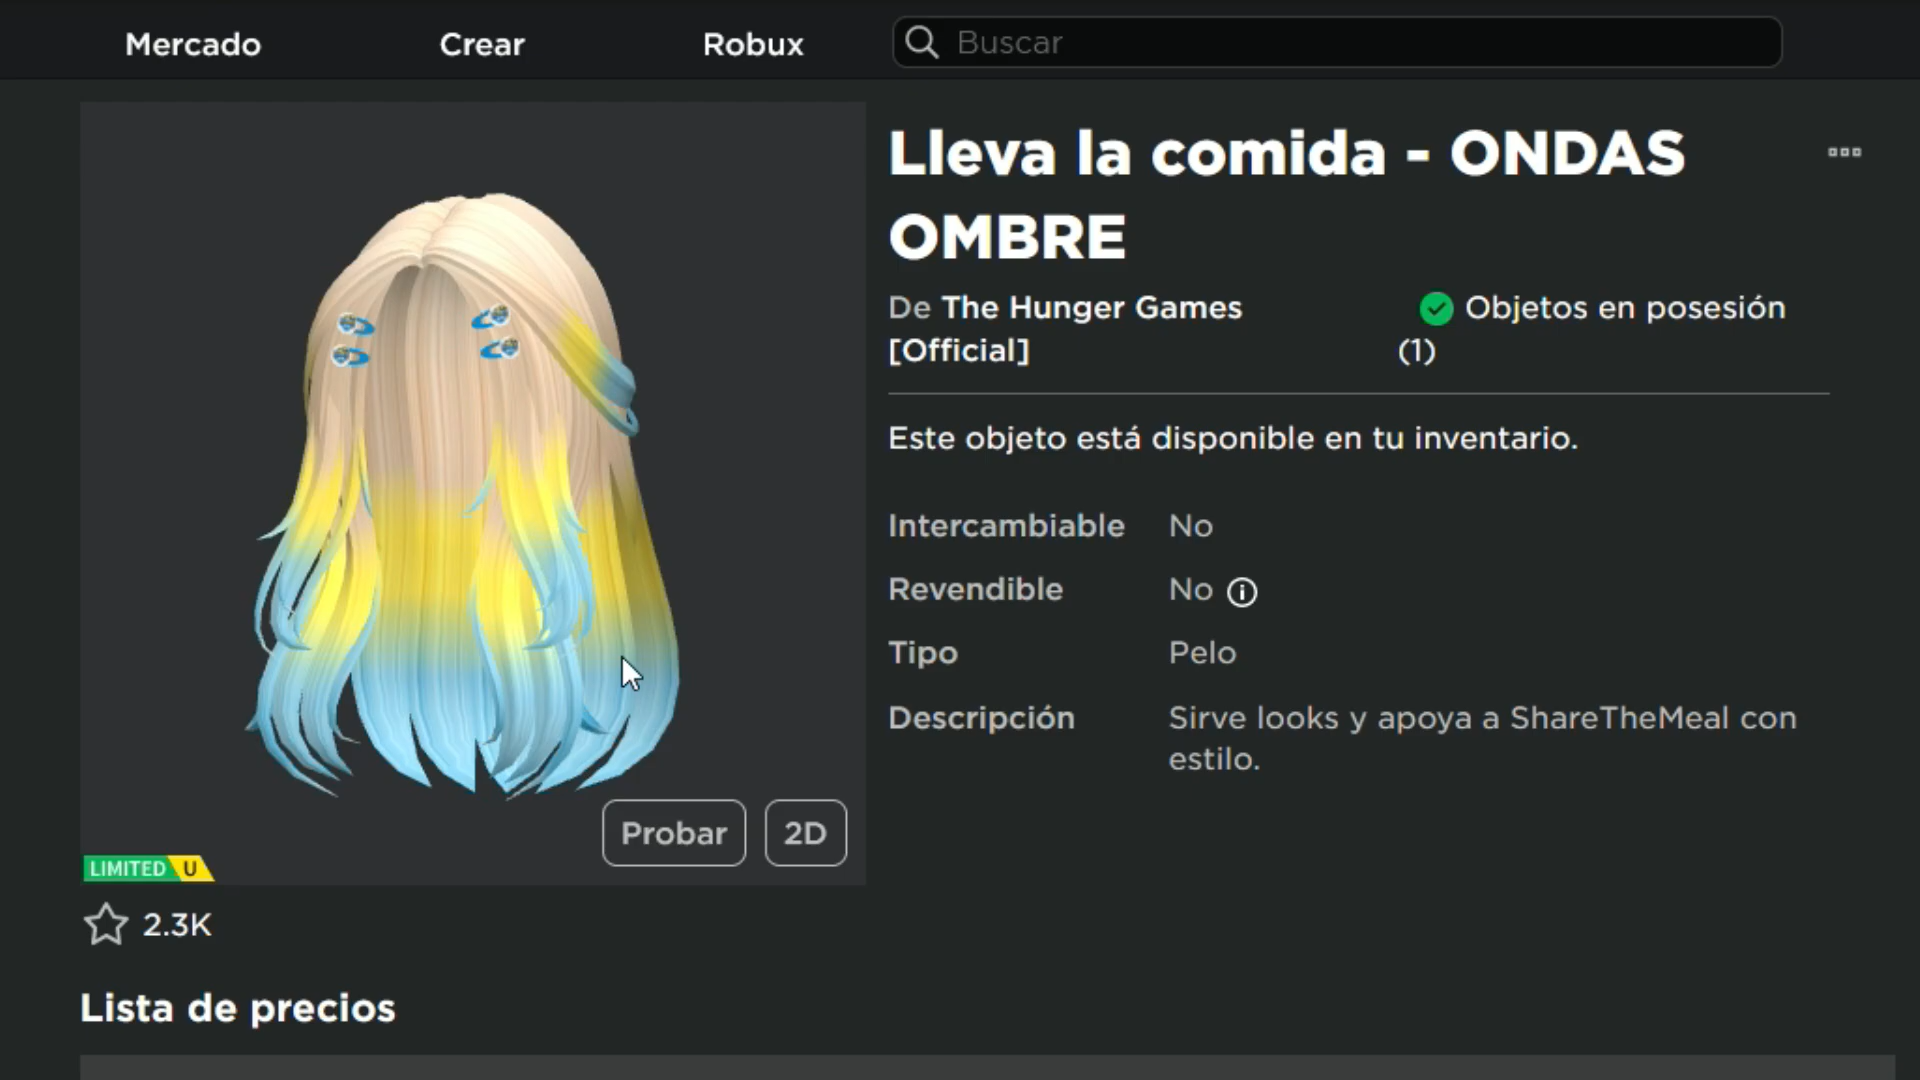 Mercado
Crear
Robux
Buscar
Lleva la comida - ONDAS
OMBRE
De The Hunger Games
[Official]
Objetos en posesión
(1)
Este objeto está disponible en tu inventario.
Intercambiable No
Revendible No
Tipo Pelo
Descripción Sirve looks y apoya a ShareTheMeal con
estilo.
Probar
2D
LIMITED U
2.3K
Lista de precios